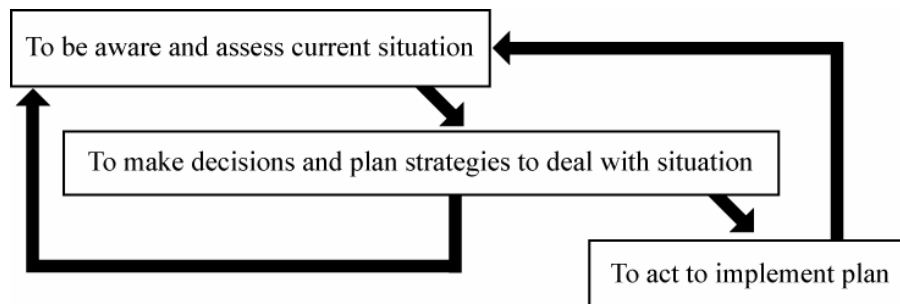 To be aware and assess current situation
To make decisions and plan strategies to deal with situation
To act to implement plan